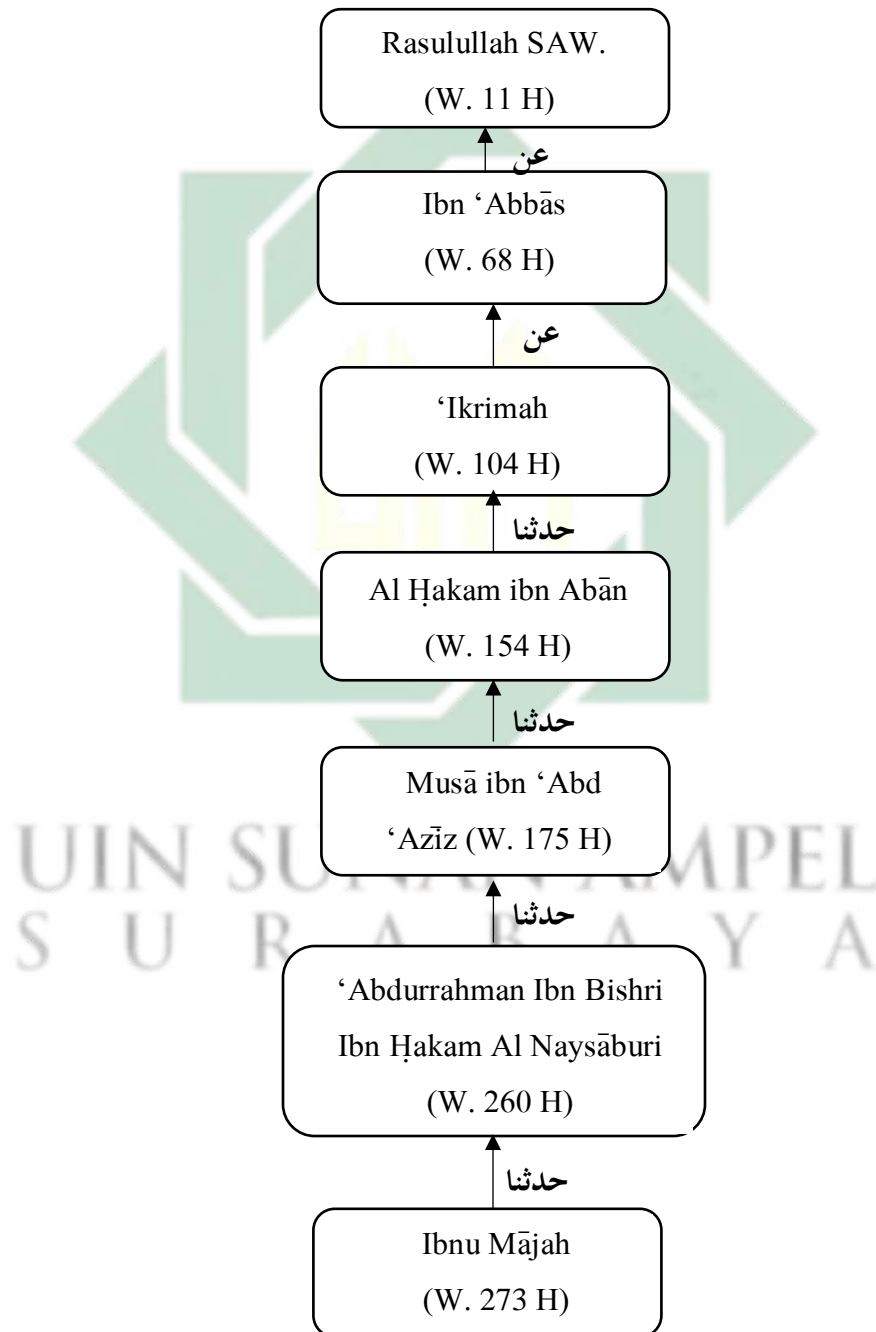 Rasulullah SAW.
(W. 11 H)
عن
Ibn ‘Abbās
(W. 68 H)
عن
‘Ikrimah
(W. 104 H)
حدثنا
Al Ḥakam ibn Abān
(W. 154 H)
حدثنا
Musā ibn ‘Abd
‘Azīz (W. 175 H)
UIN SUNAN AMPEL
حدثنا
S U R A B A Y A
‘Abdurrahman Ibn Bishri
Ibn Ḥakam Al Naysāburi
(W. 260 H)
حدثنا
Ibnu Mājah
(W. 273 H)